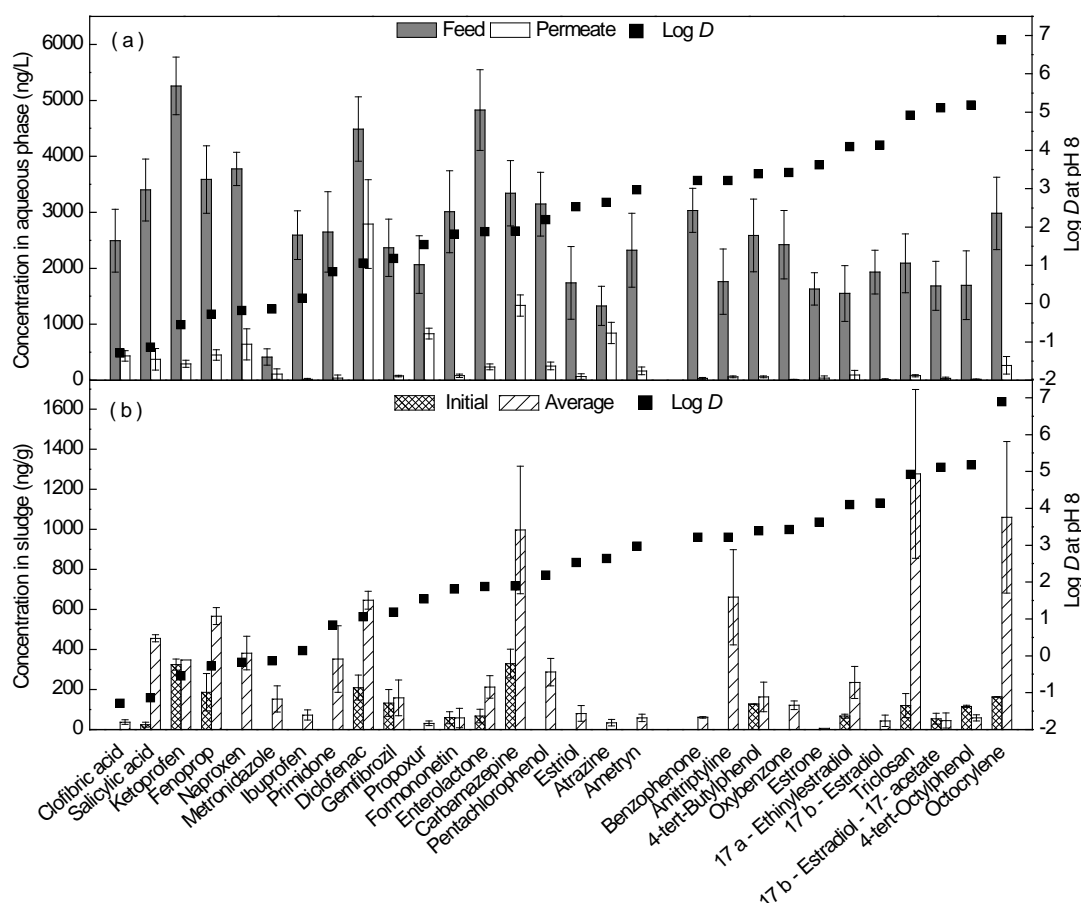 (a)
Feed Permeate Log D
Concentration in aqueous phase (ng/L)
6000
5000
4000
3000
2000
1000
0
7
6
5
4
3
2
1
0
-1
-2
Log D at pH 8
(b)
Initial Average Log D
Concentration in sludge (ng/g)
1600
1400
1200
1000
800
600
400
200
0
7
6
5
4
3
2
1
0
-1
-2
Log D at pH 8
Clofibric acid
Salicylic acid
Ketoprofen
Fenoprop
Naproxen
Metronidazole
Ibuprofen
Primidone
Diclofenac
Gemfibrozil
Propoxur
Formononetin
Enterolactone
Carbamazepine
Pentachlorophenol
Estriol
Atrazine
Ametryn
Benzophenone
Amitriptyline
4-tert-Butylphenol
Oxybenzone
Estrone
17 a - Ethinylestradiol
17 b - Estradiol
Triclosan
17 b - Estradiol - 17- acetate
4-tert-Octylphenol
Octocrylene